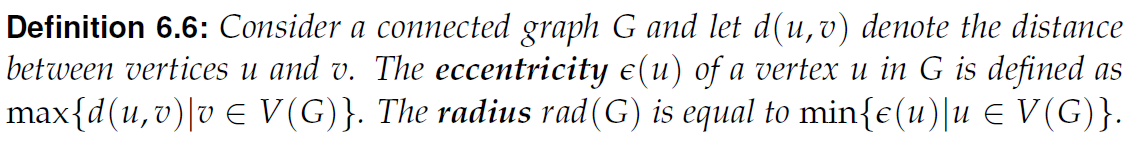 Definition 6.6: Consider a connected graph G and let d(u,v) denote the distance
between vertices u and v. The eccentricity ϵ(u) of a vertex u in G is defined as
max{d(u,v)|v ∈ V(G)}. The radius rad(G) is equal to min{ϵ(u)|u ∈ V(G)}.